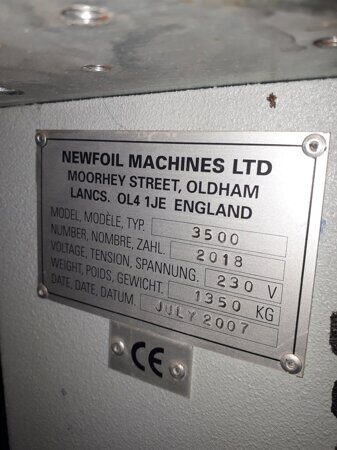 NEWFOIL MACHINES LTD
MOORHEY STREET, OLDHAM
LANCS. OL4 1JE ENGLAND
MODEL, MODÈLE, TYP. 3500
NUMBER, NOMBRE, ZAHL. 2018
VOLTAGE, TENSION, SPANNUNG. 230 V
WEIGHT, POIDS, GEWICHT. 1350 KG
DATE, DATE, DATUM. JULY 2007
CE